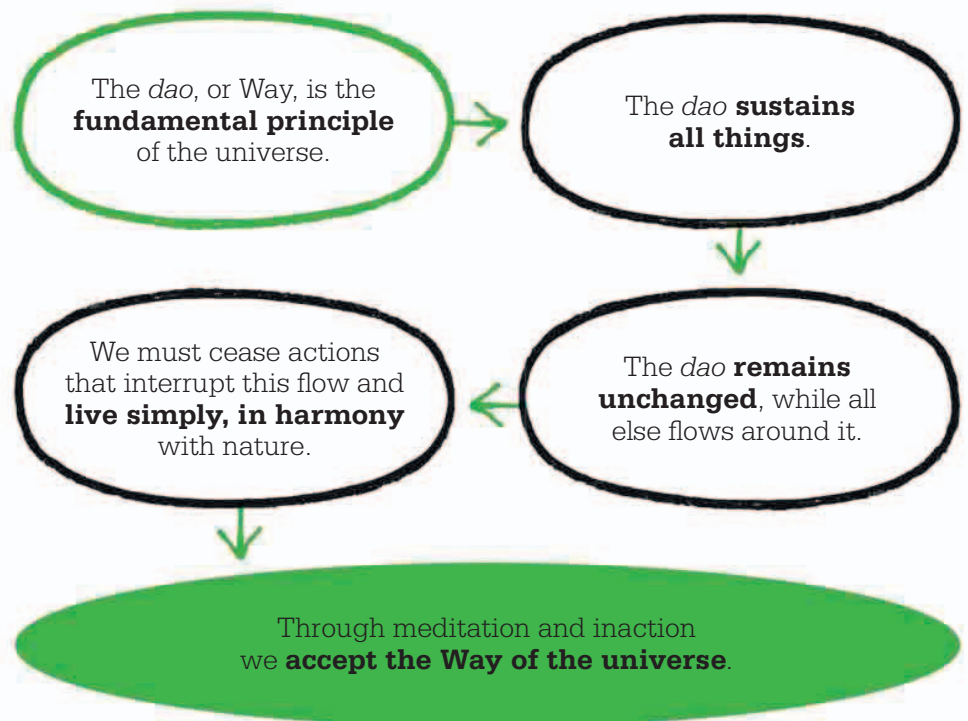 The dao, or Way, is the
fundamental principle
of the universe.
The dao sustains
all things.
The dao remains
unchanged, while all
else flows around it.
We must cease actions
that interrupt this flow and
live simply, in harmony
with nature.
Through meditation and inaction
we accept the Way of the universe.